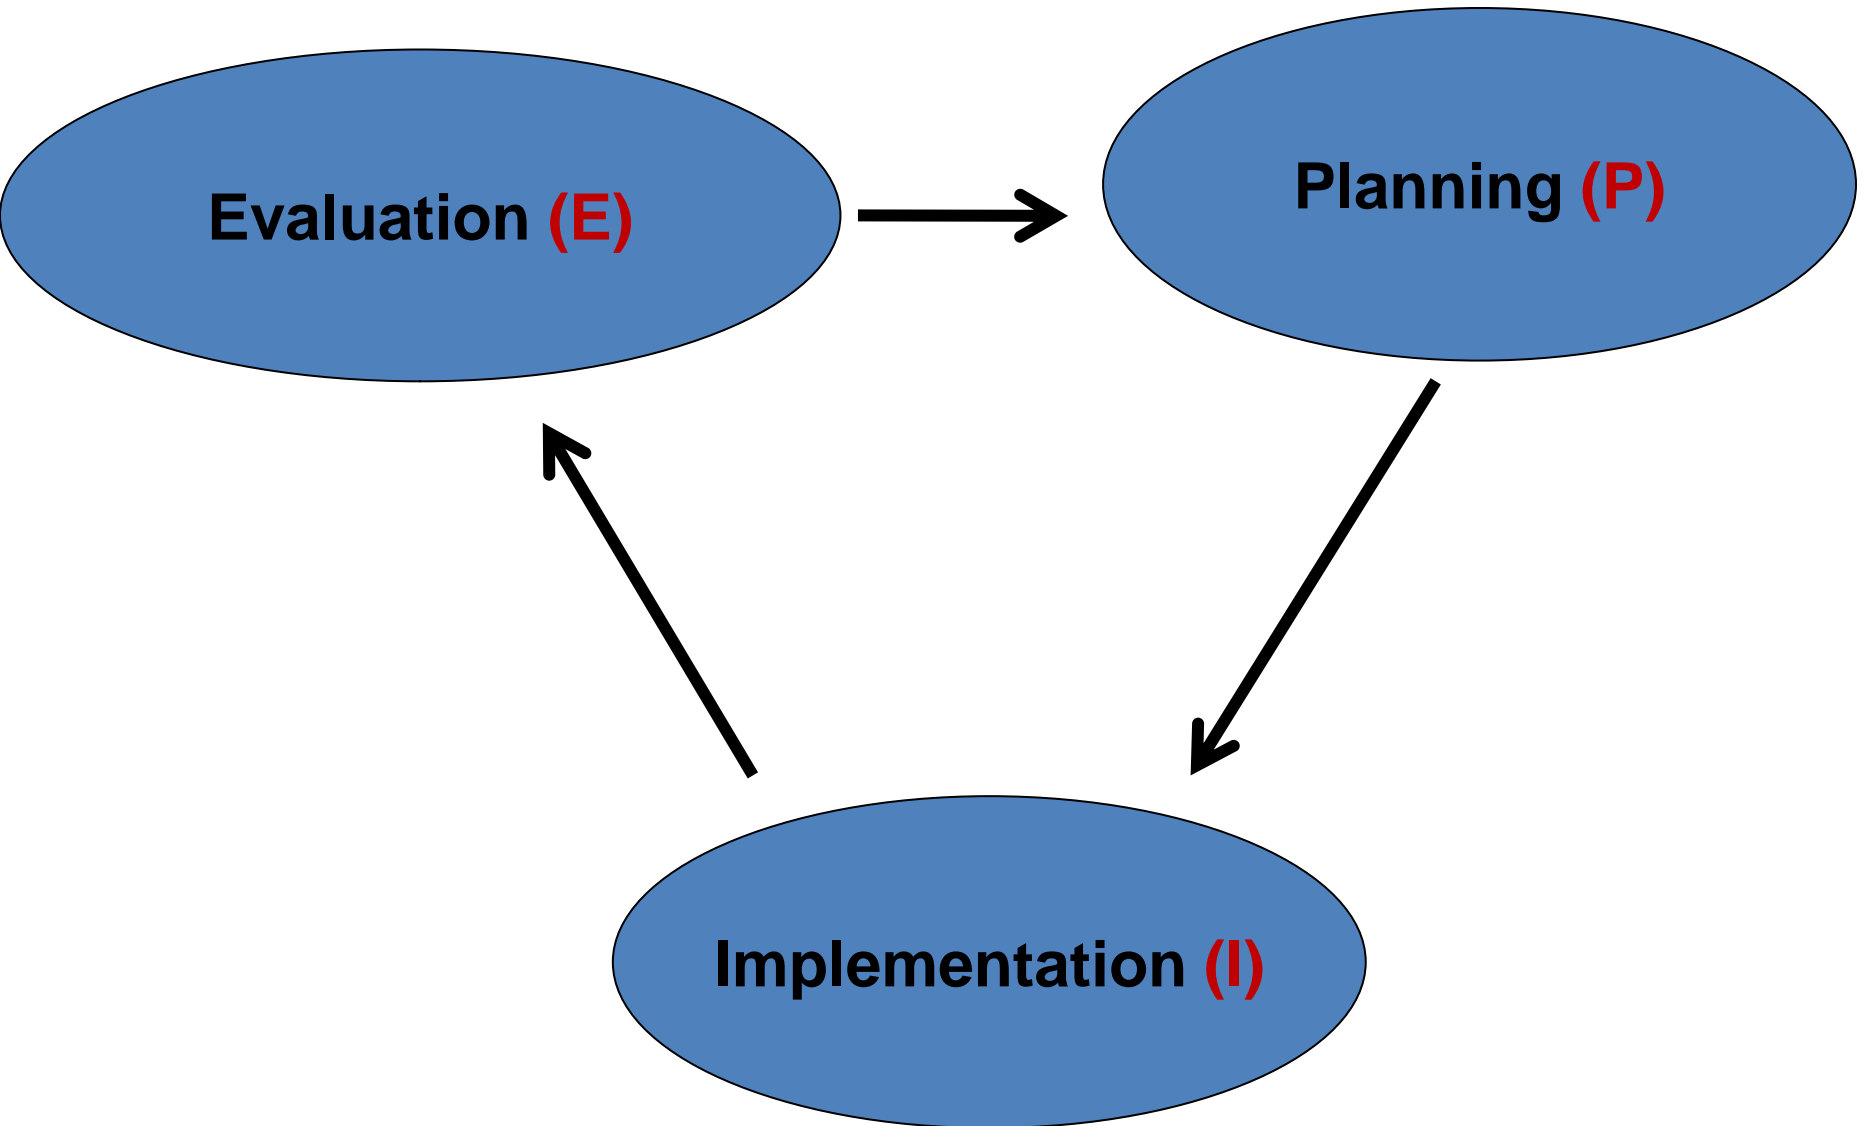 Evaluation (E)
Planning (P)
Implementation (I)